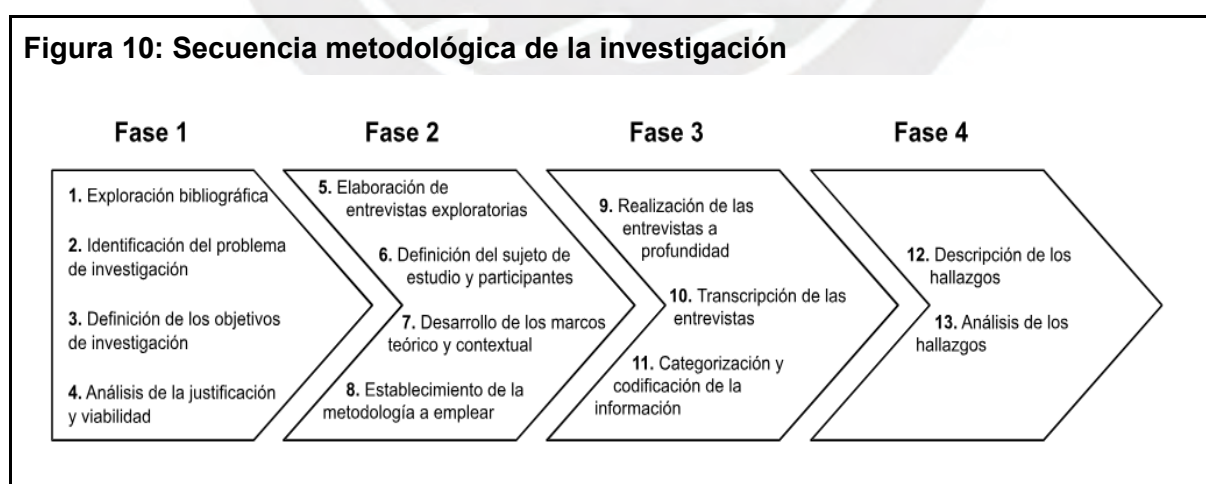 Figura 10: Secuencia metodológica de la investigación
Fase 1
1. Exploración bibliográfica
2. Identificación del problema
de investigación
3. Definición de los objetivos
de investigación
4. Análisis de la justificación
y viabilidad
Fase 2
5. Elaboración de
entrevistas exploratorias
6. Definición del sujeto de
estudio y participantes
7. Desarrollo de los marcos
teórico y contextual
8. Establecimiento de la
metodología a emplear
Fase 3
9. Realización de las
entrevistas a
profundidad
10. Transcripción de las
entrevistas
11. Categorización y
codificación de la
información
Fase 4
12. Descripción de los
hallazgos
13. Análisis de los
hallazgos